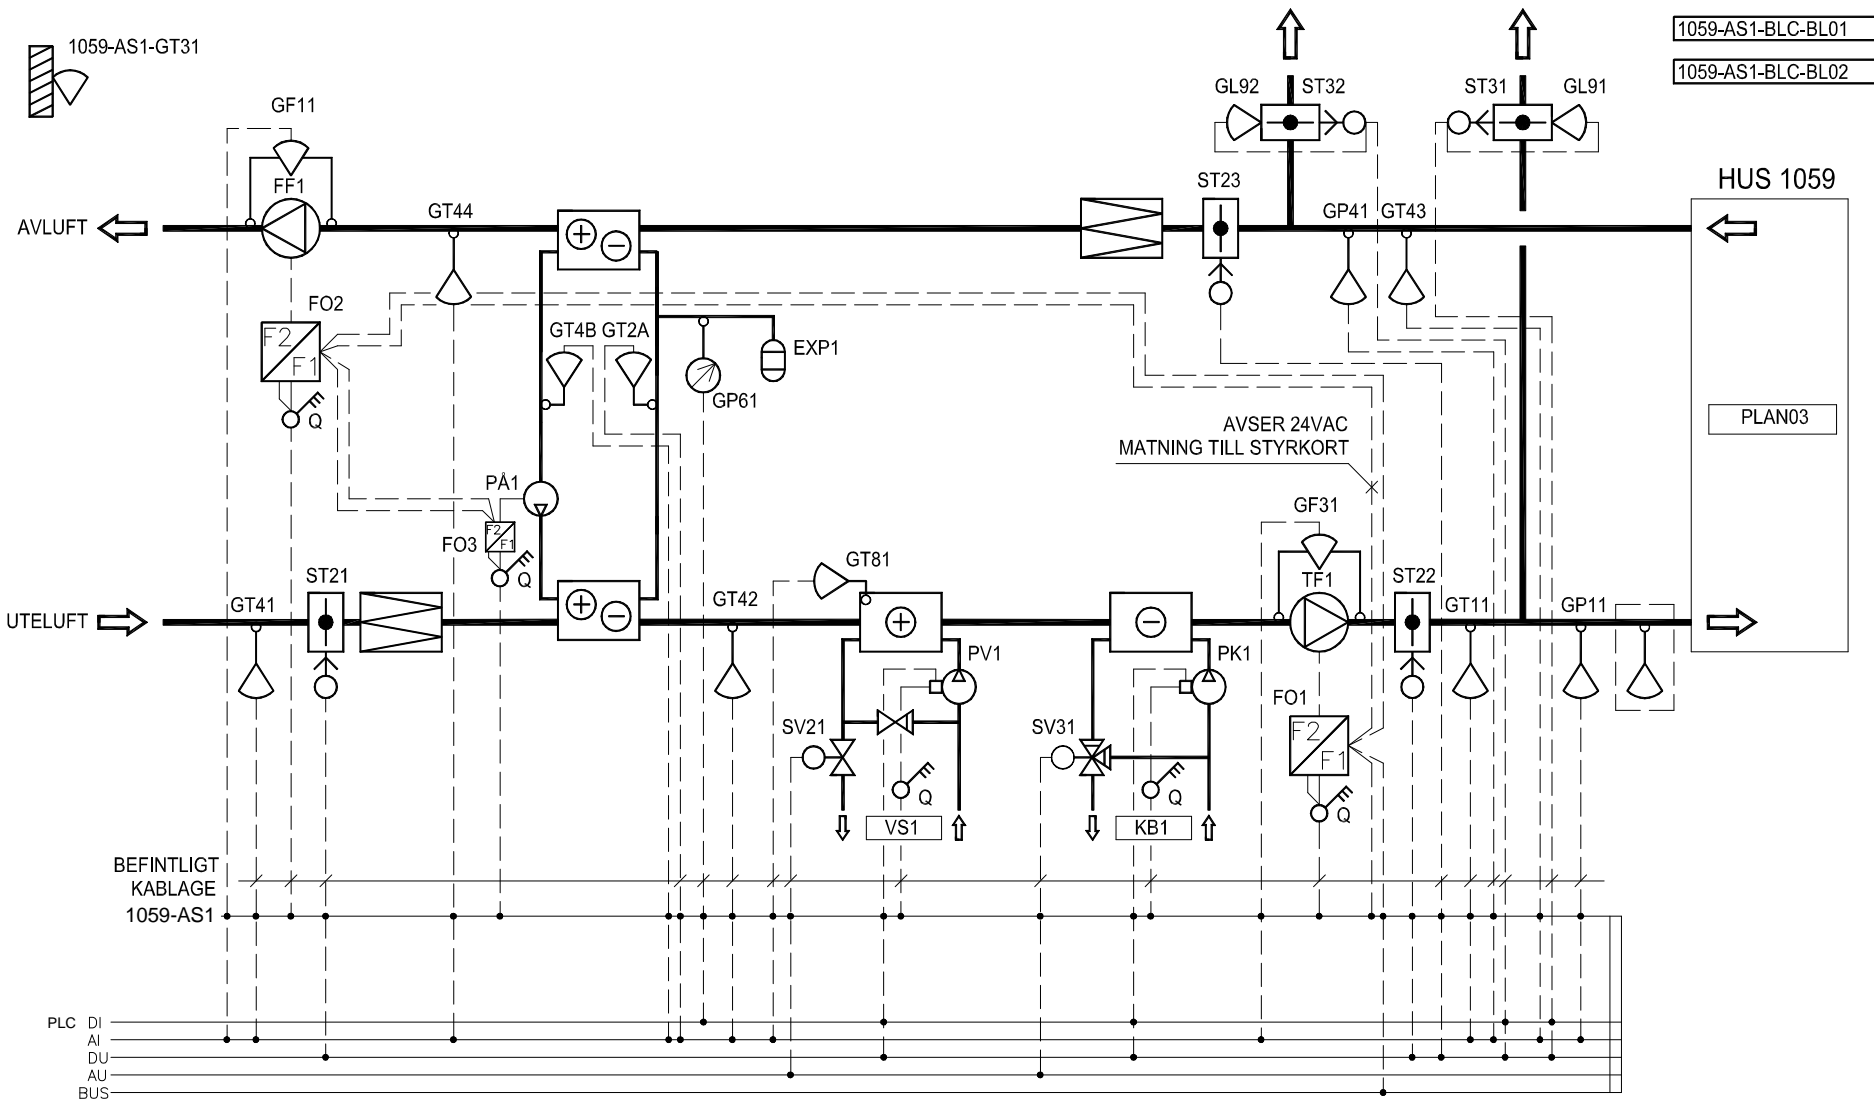 1059-AS1-GT31
1059-AS1-BLC-BL01
1059-AS1-BLC-BL02
GL92
ST32
ST31
GL91
GF11
FF1
HUS 1059
ST23
AVLUFT
GT44
GP41
GT43
FO2
F2
F1
Q
GT4B
GT2A
EXP1
GP61
PLAN03
AVSER 24VAC
MATNING TILL STYRKORT
PÅ1
F2
F1
FO3
Q
GF31
TF1
GT81
ST21
ST22
UTELUFT
GT41
GT42
GT11
GP11
PV1
PK1
FO1
F2
F1
Q
SV21
SV31
Q
Q
VS1
KB1
BEFINTLIGT
KABLAGE
1059-AS1
PLC DI
AI
DU
AU
BUS